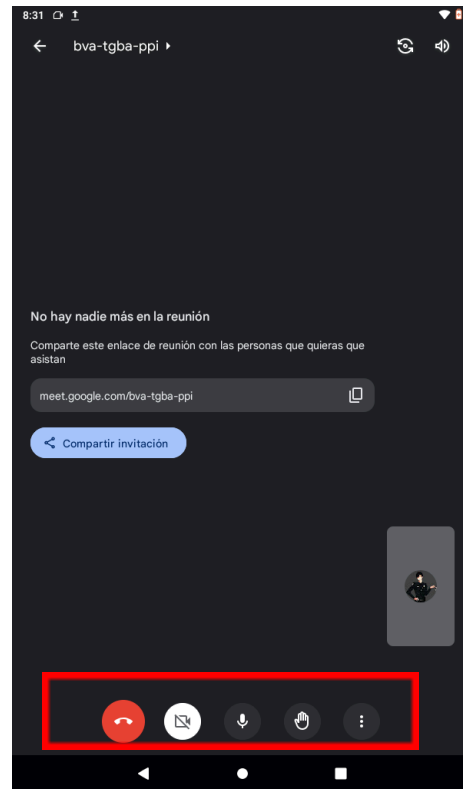 8:31
bva-tgba-ppi
No hay nadie más en la reunión
Comparte este enlace de reunión con las personas que quieras que
asistan
meet.google.com/bva-tgba-ppi
Compartir invitación